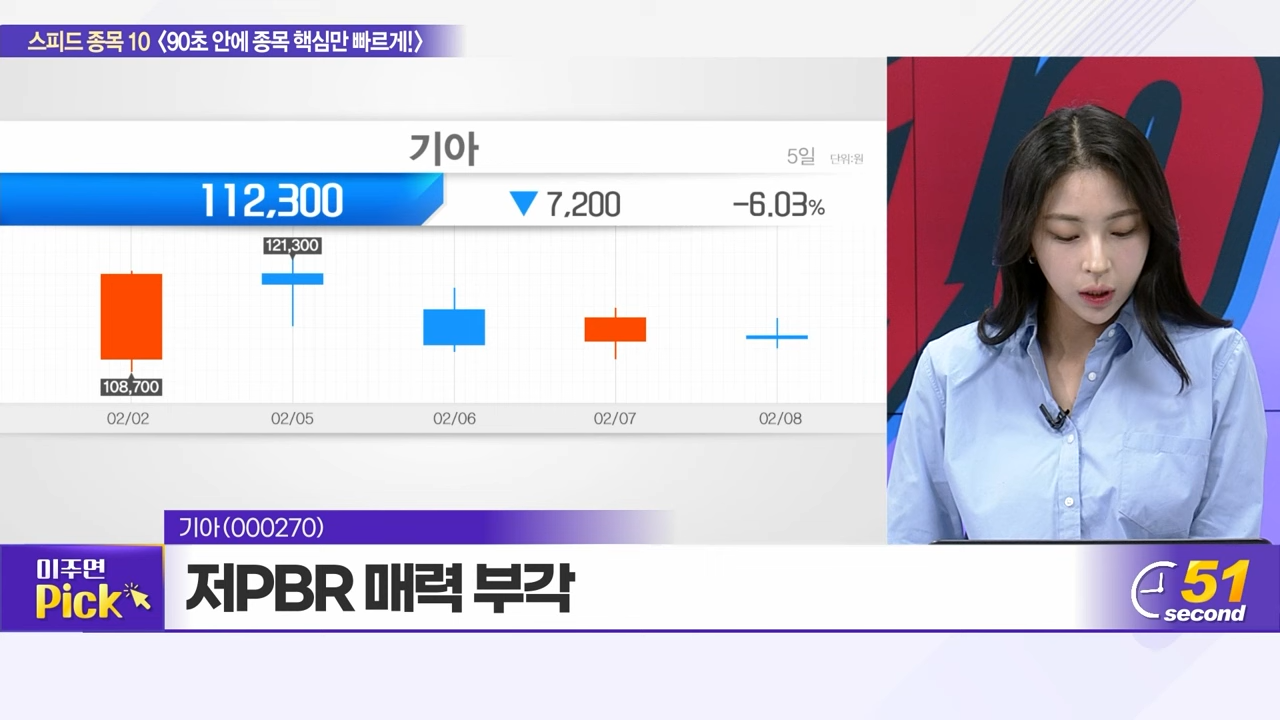 스피드 종목 10 <90초 안에 종목 핵심만 빠르게!>
기아
5일 단위:원
112,300 ▼ 7,200 -6.03%
121,300
108,700
02/02 02/05 02/06 02/07 02/08
기아(000270)
미주면
Pick
저PBR 매력 부각
51
second